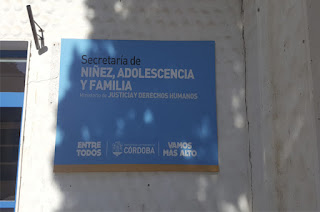 Secretaría de
NIÑEZ, ADOLESCENCIA
Y FAMILIA
Ministerio de JUSTICIA Y DERECHOS HUMANOS
ENTRE
TODOS
CÓRDOBA
VAMOS
MÁS ALTO